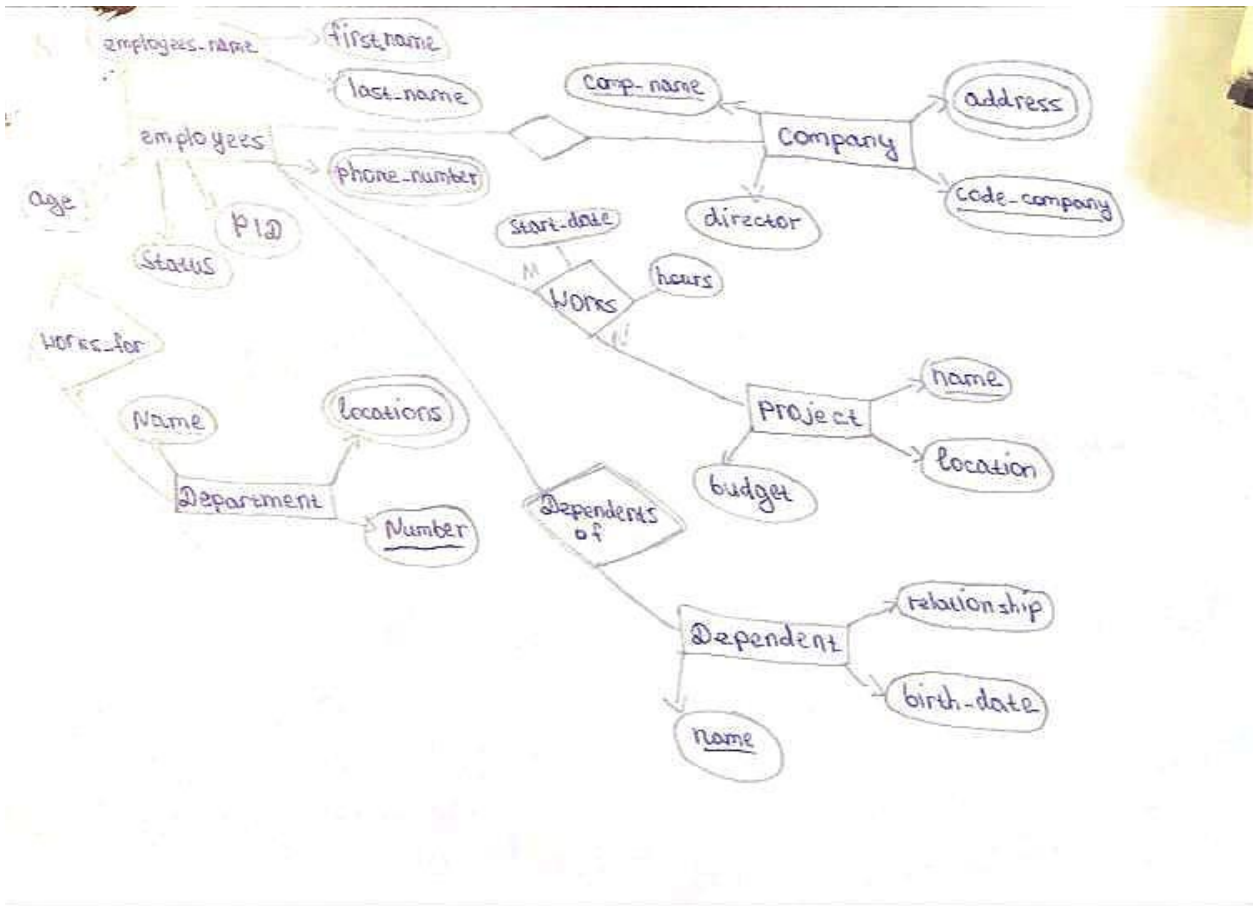 employees_name
firstname
last_name
comp_name
address
employees
Company
phone_number
age
PID
Status
director
code_company
start_date
hours
M
Works
Works_for
name
Project
location
budget
Name
locations
Department
Number
Dependents
of
relationship
Dependent
birth_date
name